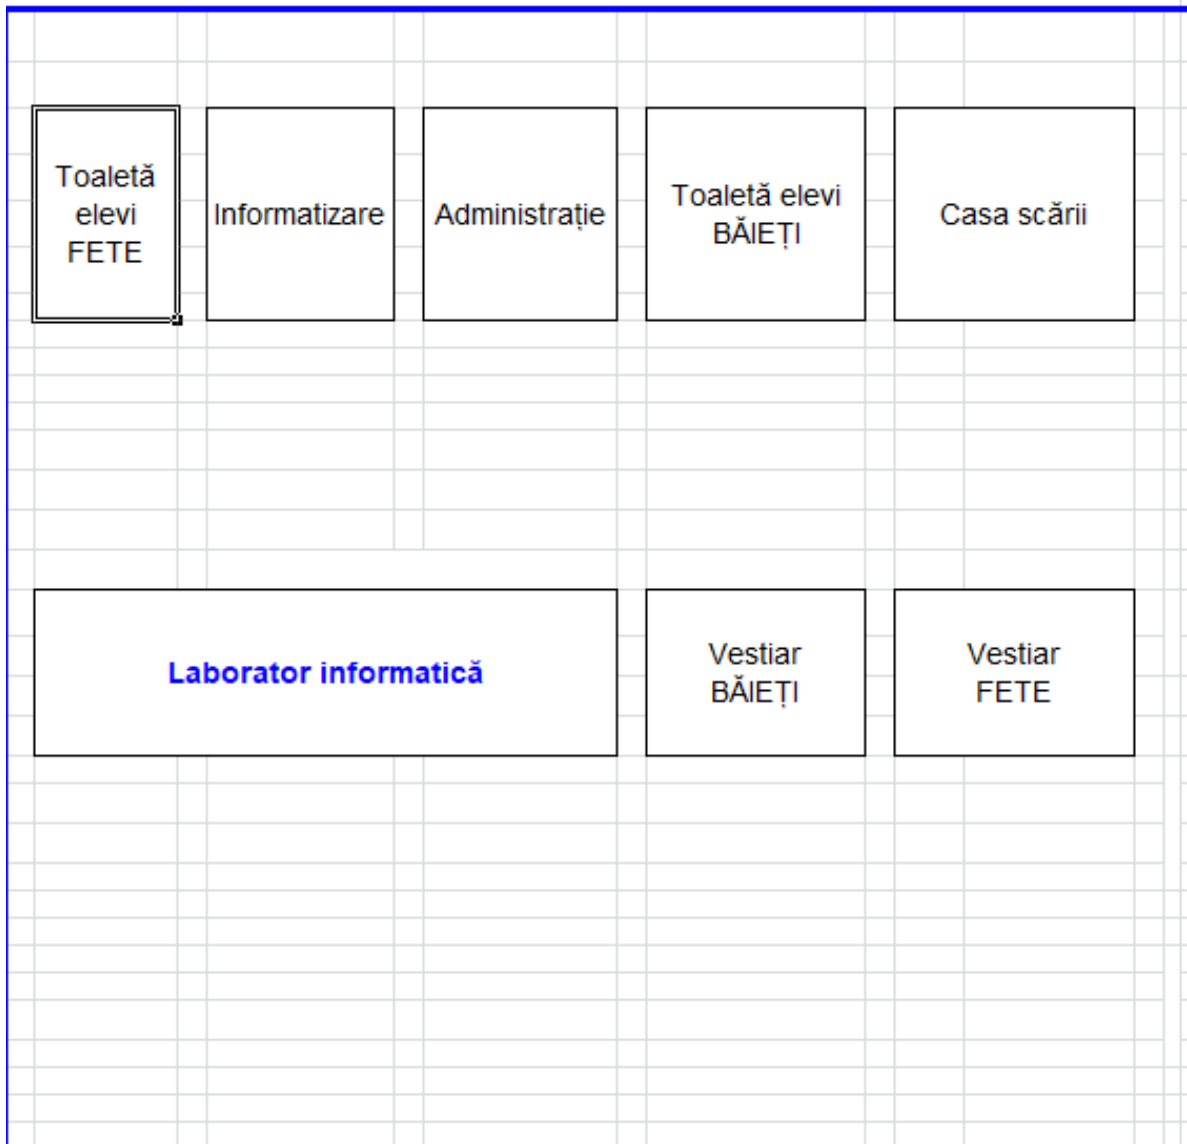 Toaletă
elevi
FETE
Informatizare
Administrație
Toaletă elevi
BĂIEȚI
Casa scării
Laborator informatică
Vestiar
BĂIEȚI
Vestiar
FETE